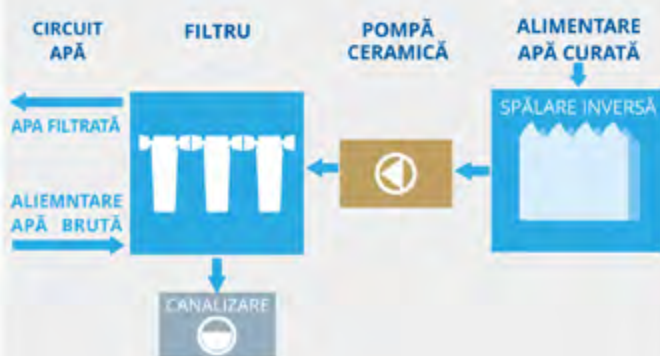 CIRCUIT
APĂ
FILTRU
POMPĂ
CERAMICĂ
ALIMENTARE
APĂ CURATĂ
SPĂLARE INVERSĂ
APA FILTRATĂ
ALIEMNTARE
APĂ BRUTĂ
CANALIZARE